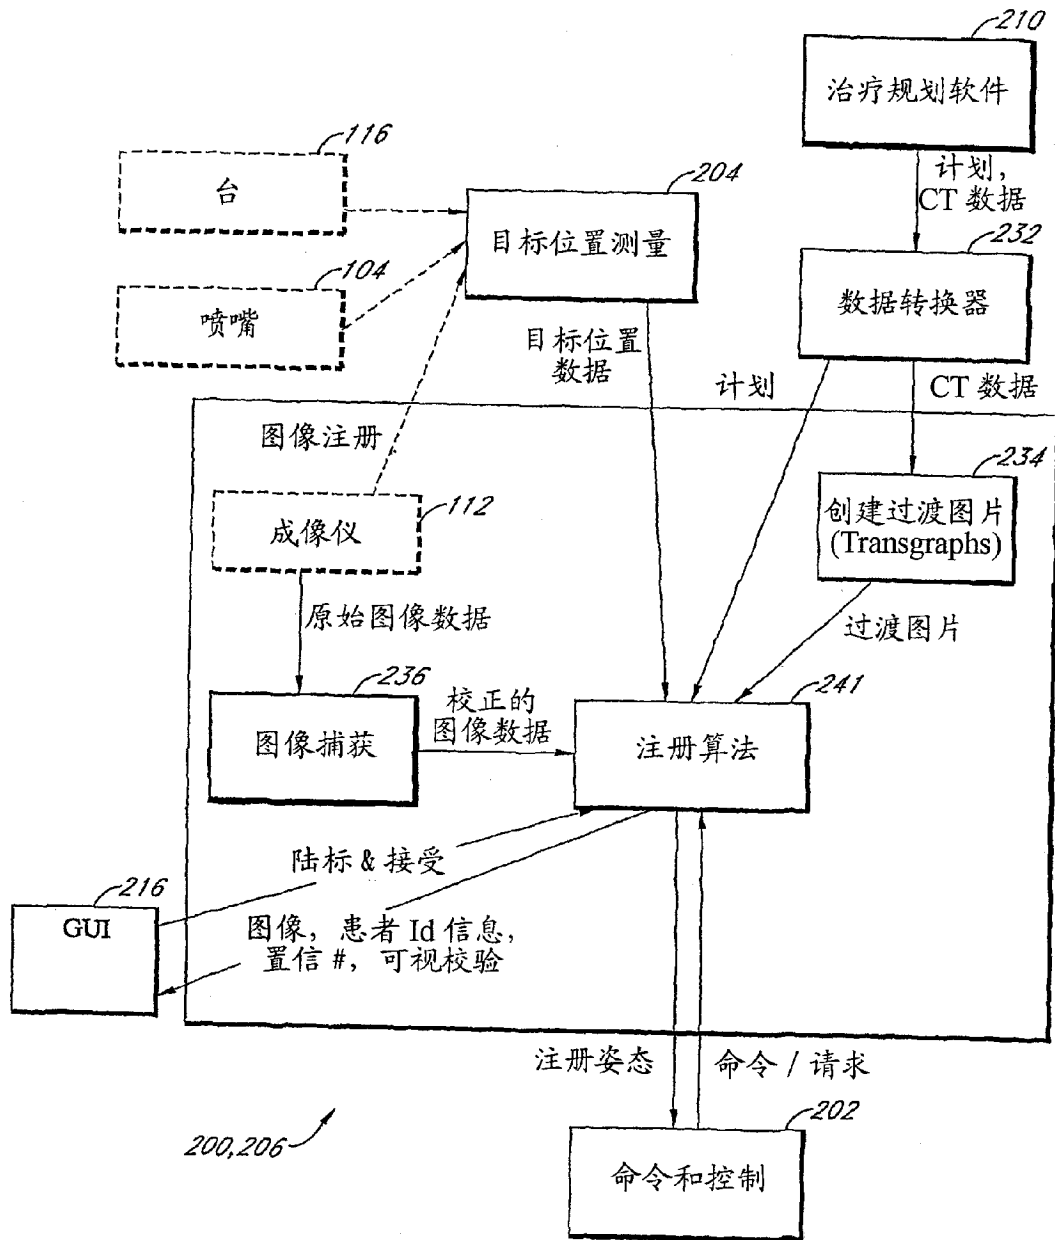 210
治疗规划软件
116
台
204
目标位置测量
计划，
CT 数据
232
数据转换器
104
喷嘴
目标位置
数据
计划
CT 数据
图像注册
234
创建过渡图片
(Transgraphs)
112
成像仪
原始图像数据
过渡图片
236
图像捕获
校正的
图像数据
241
注册算法
陆标 & 接受
216
GUI
图像，患者 Id 信息，
置信 #，可视校验
注册姿态
命令 / 请求
200,206
202
命令和控制